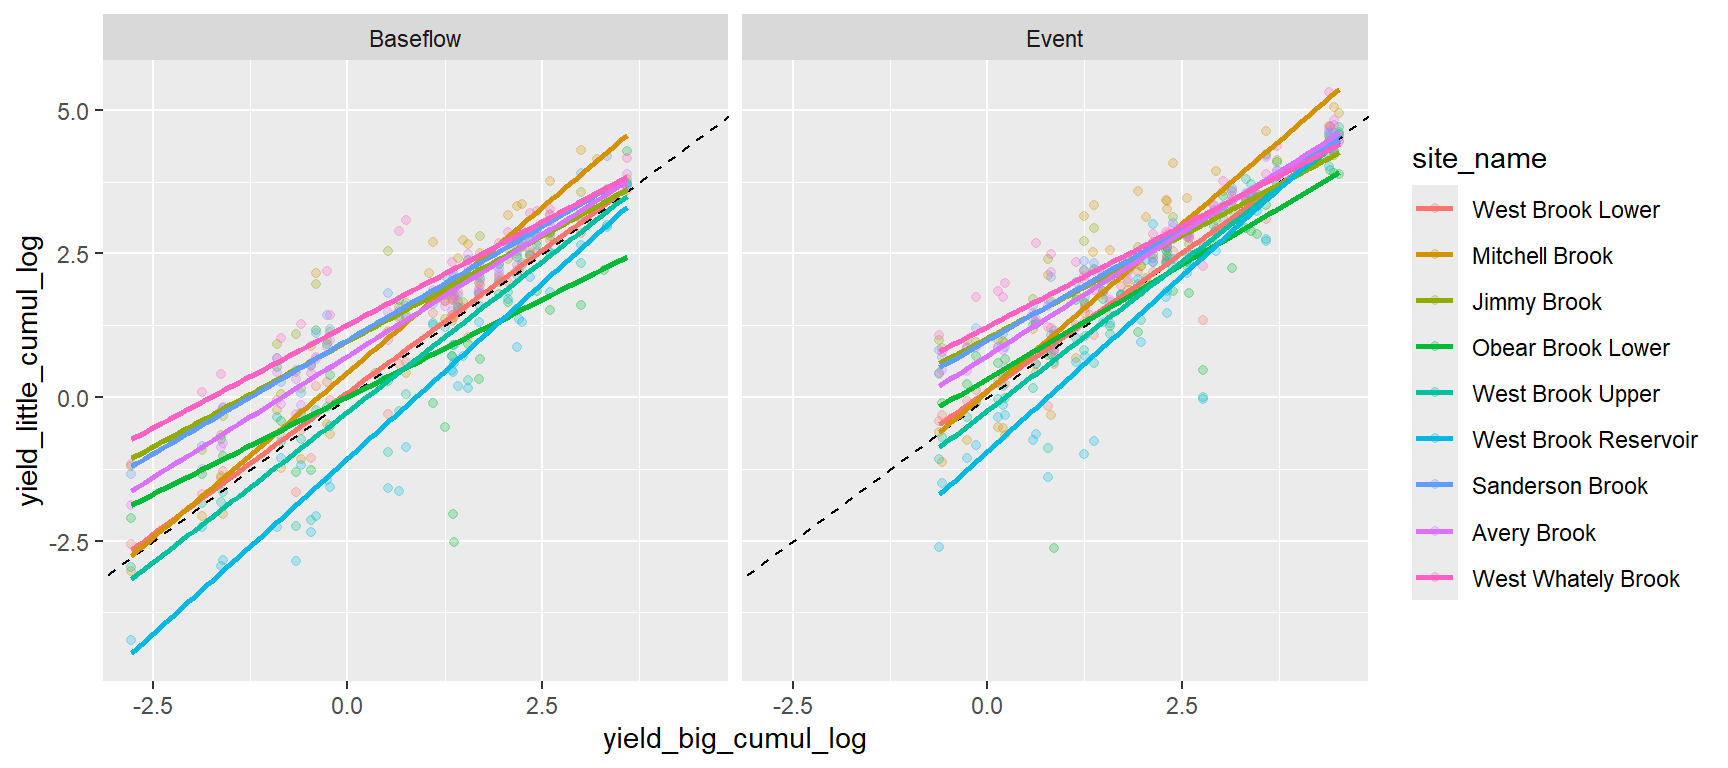 Baseflow
Event
yield_little_cumul_log
5.0
2.5
0.0
-2.5
-2.5
0.0
2.5
-2.5
0.0
2.5
yield_big_cumul_log
site_name
West Brook Lower
Mitchell Brook
Jimmy Brook
Obear Brook Lower
West Brook Upper
West Brook Reservoir
Sanderson Brook
Avery Brook
West Whately Brook